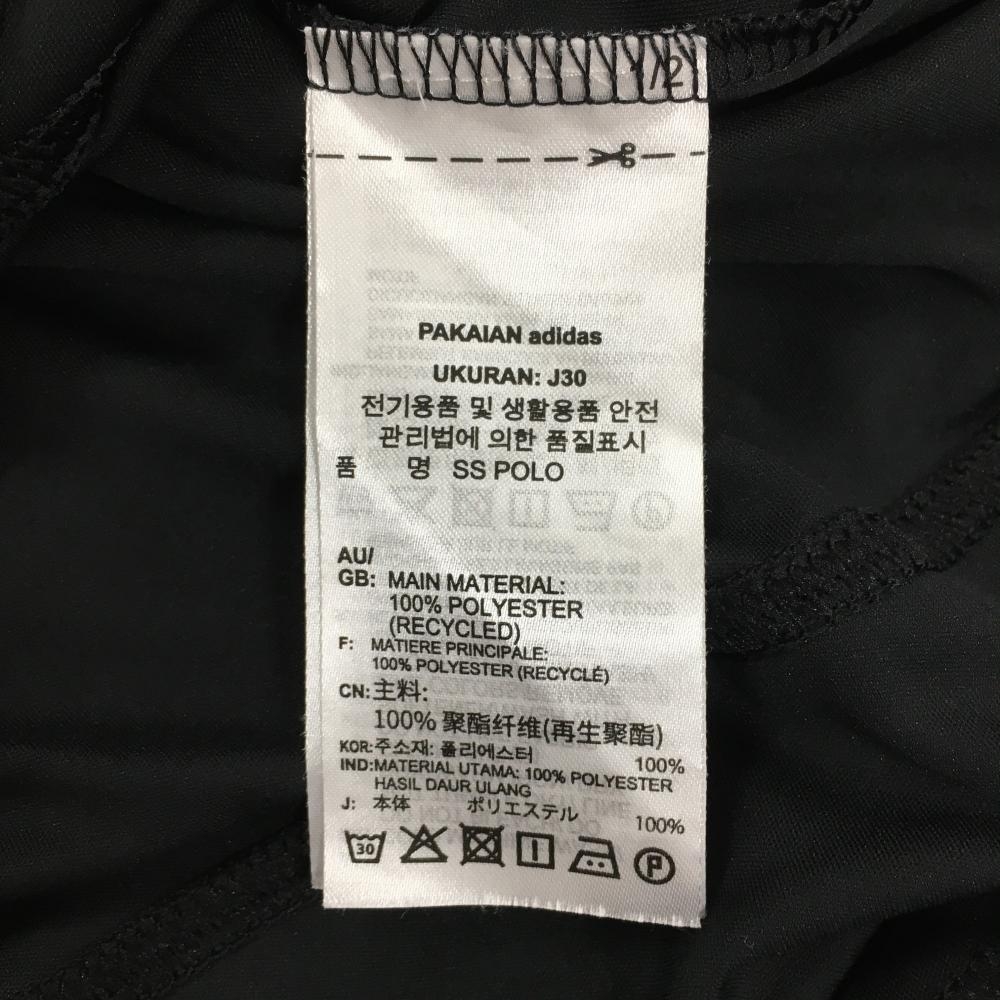 /2
PAKAIAN adidas
UKURAN: J30
전기용품 및 생활용품 안전
관리법에 의한 품질표시
품 명 SS POLO
AU/
GB: MAIN MATERIAL:
100% POLYESTER
(RECYCLED)
F: MATIERE PRINCIPALE:
100% POLYESTER (RECYCLÉ)
CN: 主料:
100% 聚酯纤维(再生聚酯)
KOR: 주소재: 폴리에스터 100%
IND: MATERIAL UTAMA: 100% POLYESTER
HASIL DAUR ULANG
J: 本体 ポリエステル 100%
30 P